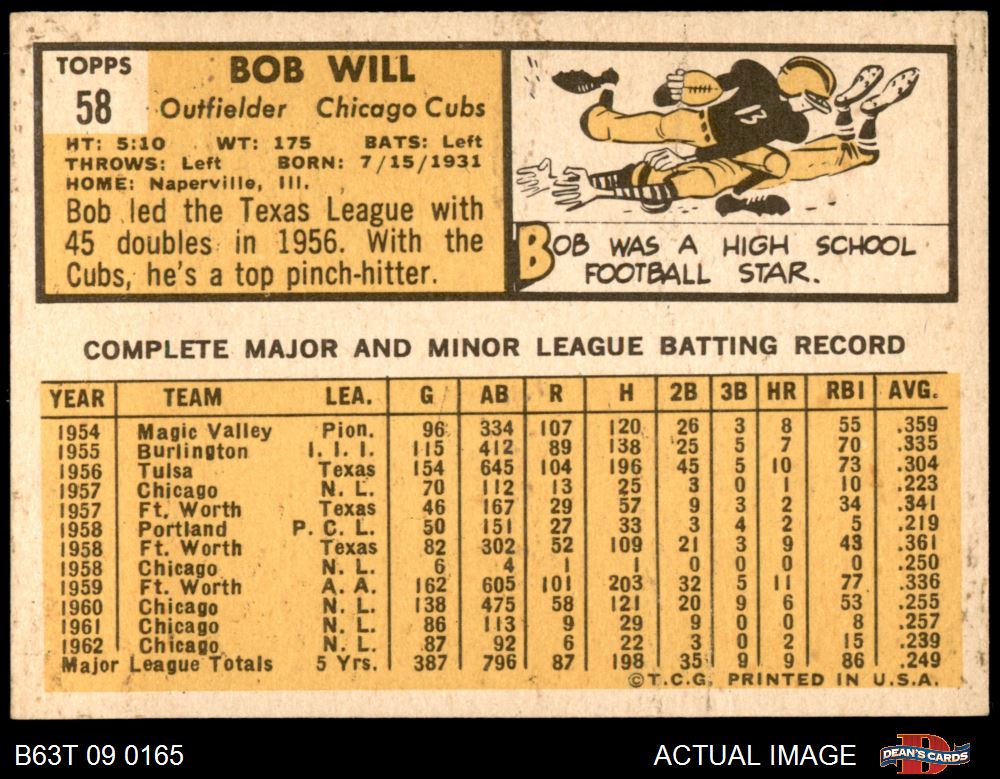 TOPPS
58
BOB WILL
Outfielder Chicago Cubs
HT: 5:10 WT: 175 BATS: Left
THROWS: Left BORN: 7/15/1931
HOME: Naperville, Ill.
Bob led the Texas League with
45 doubles in 1956. With the
Cubs, he's a top pinch-hitter.
13
BOB WAS A HIGH SCHOOL
FOOTBALL STAR.
COMPLETE MAJOR AND MINOR LEAGUE BATTING RECORD
YEAR TEAM LEA. G AB R H 2B 3B HR RBI AVG.
1954 Magic Valley Pion. 96 334 107 120 26 3 8 55 .359
1955 Burlington I. I. I. 115 412 89 138 25 5 7 70 .335
1956 Tulsa Texas 154 645 104 196 45 5 10 73 .304
1957 Chicago N. L. 70 112 13 25 3 0 1 10 .223
1957 Ft. Worth Texas 46 167 29 57 9 3 2 34 .341
1958 Portland P. C. L. 50 151 27 33 3 4 2 5 .219
1958 Ft. Worth Texas 82 302 52 109 21 3 9 43 .361
1958 Chicago N. L. 6 4 1 1 0 0 0 0 .250
1959 Ft. Worth A. A. 162 605 101 203 32 5 11 77 .336
1960 Chicago N. L. 138 475 58 121 20 9 6 53 .255
1961 Chicago N. L. 86 113 9 29 9 0 0 8 .257
1962 Chicago N. L. 87 92 6 22 3 0 2 15 .239
Major League Totals 5 Yrs. 387 796 87 198 35 9 9 86 .249
©T.C.G. PRINTED IN U.S.A.
B63T 09 0165
ACTUAL IMAGE
D
DEAN'S CARDS